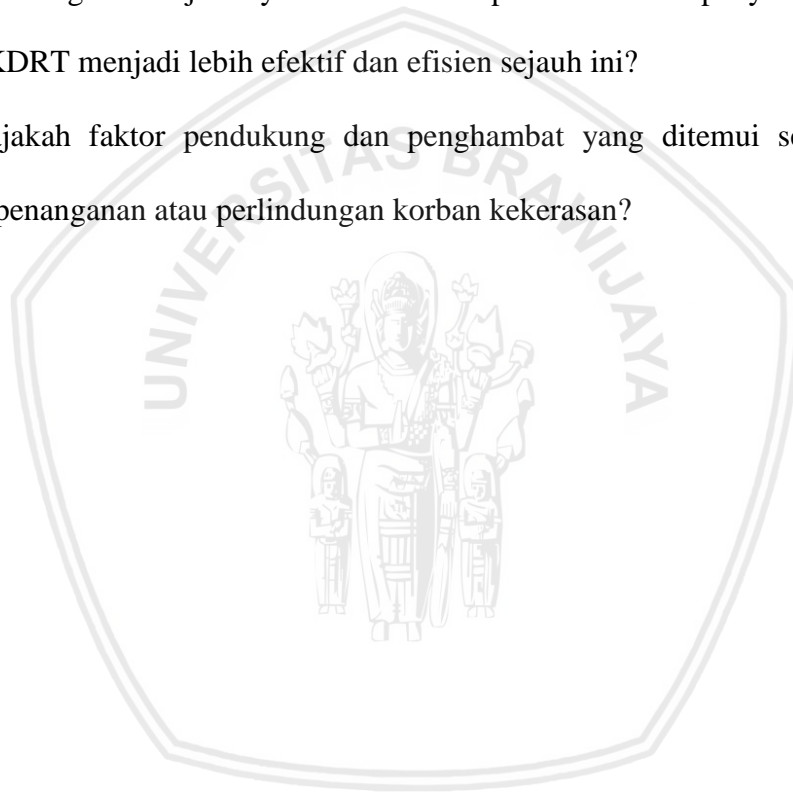 KDRT menjadi lebih efektif dan efisien sejauh ini?
jakah faktor pendukung dan penghambat yang ditemui
penanganan atau perlindungan korban kekerasan?
UNIVERSITAS BRAWIJAYA